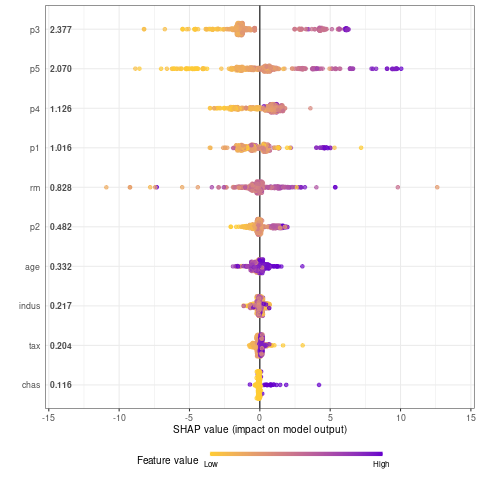 p3 2.377
p5 2.070
p4 1.126
p1 1.016
rm 0.828
p2 0.482
age 0.332
indus 0.217
tax 0.204
chas 0.116
-15 -10 -5 0 5 10 15
SHAP value (impact on model output)
Feature value
Low High